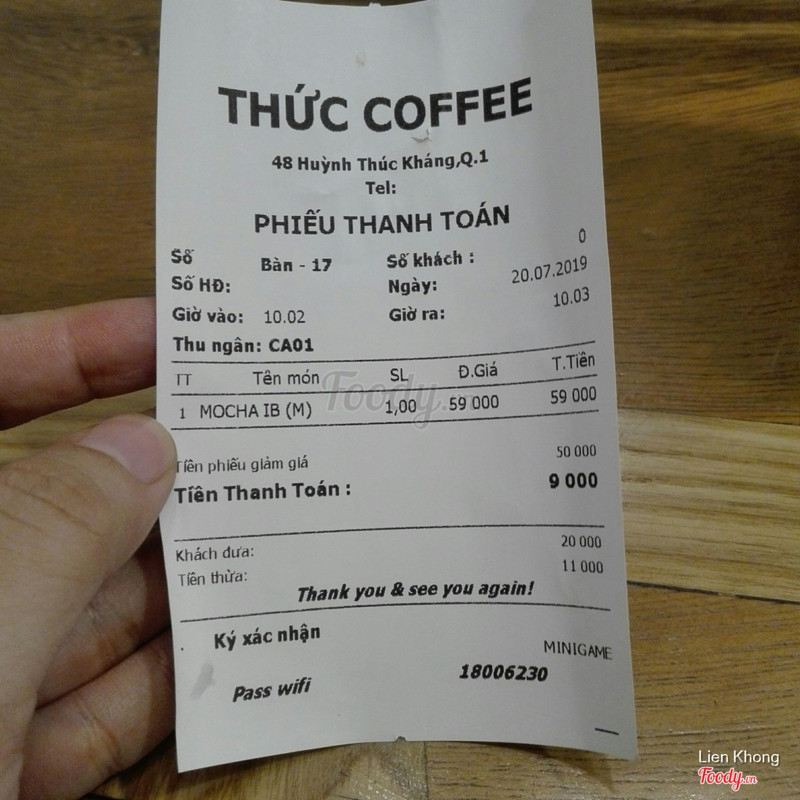 THỨC COFFEE
48 Huỳnh Thúc Kháng,Q.1
Tel:
PHIẾU THANH TOÁN
Số Bàn - 17 Số khách : 0
Số HĐ: Ngày: 20.07.2019
Giờ vào: 10.02 Giờ ra: 10.03
Thu ngân: CA01
TT Tên món SL Đ.Giá T.Tiền
1 MOCHA IB (M) 1,00 59 000 59 000
Foody.vn
Tiền phiếu giảm giá 50 000
Tiền Thanh Toán : 9 000
Khách đưa: 20 000
Tiền thừa: 11 000
Thank you & see you again!
Ký xác nhận
MINIGAME
Pass wifi 18006230
Lien Khong
Foody.vn